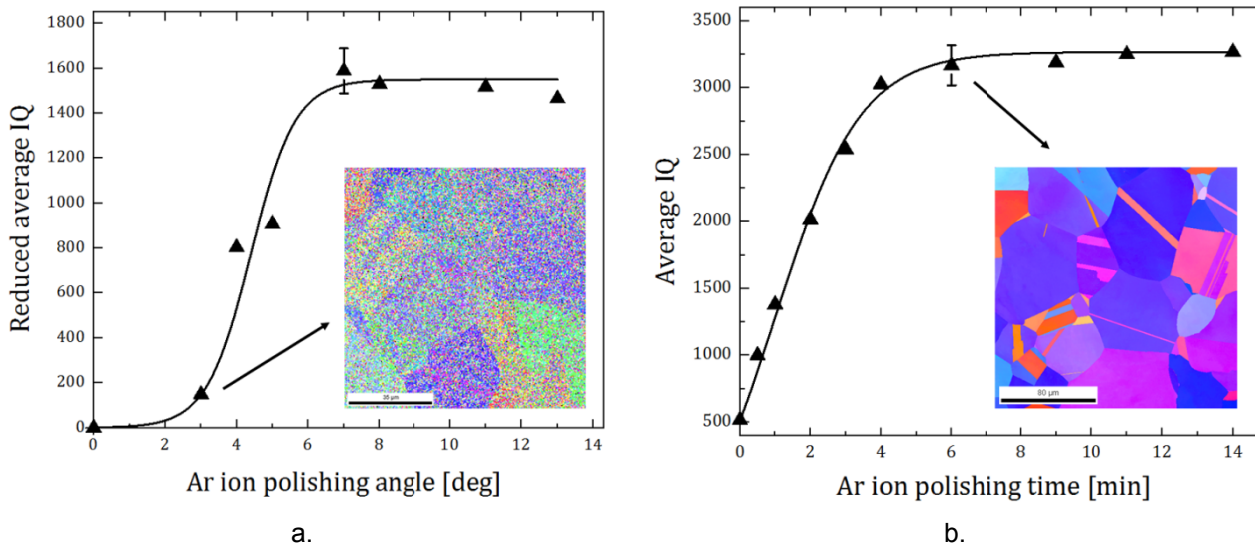 1800
1600
1400
1200
1000
800
600
400
200
0
0 2 4 6 8 10 12 14
Reduced average IQ
Ar ion polishing angle [deg]
35 µm
a.
3500
3000
2500
2000
1500
1000
500
0 2 4 6 8 10 12 14
Average IQ
Ar ion polishing time [min]
80 µm
b.